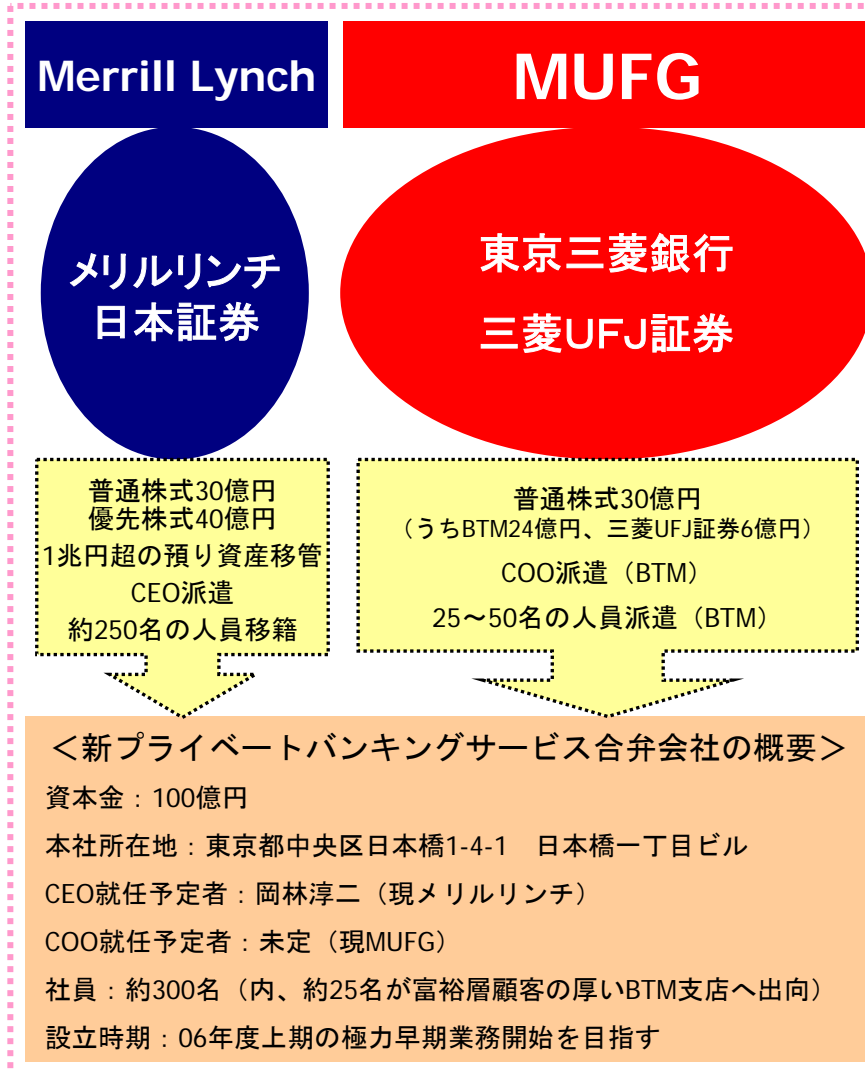 Merrill Lynch
MUFG
メリルリンチ
日本証券
東京三菱銀行
三菱UFJ証券
普通株式30億円
優先株式40億円
1兆円超の預り資産移管
CEO派遣
約250名の人員移籍
普通株式30億円
（うちBTM24億円、三菱UFJ証券6億円）
COO派遣（BTM）
25～50名の人員派遣（BTM）
＜新プライベートバンキングサービス合弁会社の概要＞
資本金：100億円
本社所在地：東京都中央区日本橋1-4-1　日本橋一丁目ビル
CEO就任予定者：岡林淳二（現メリルリンチ）
COO就任予定者：未定（現MUFG）
社員：約300名（内、約25名が富裕層顧客の厚いBTM支店へ出向）
設立時期：06年度上期の極力早期業務開始を目指す